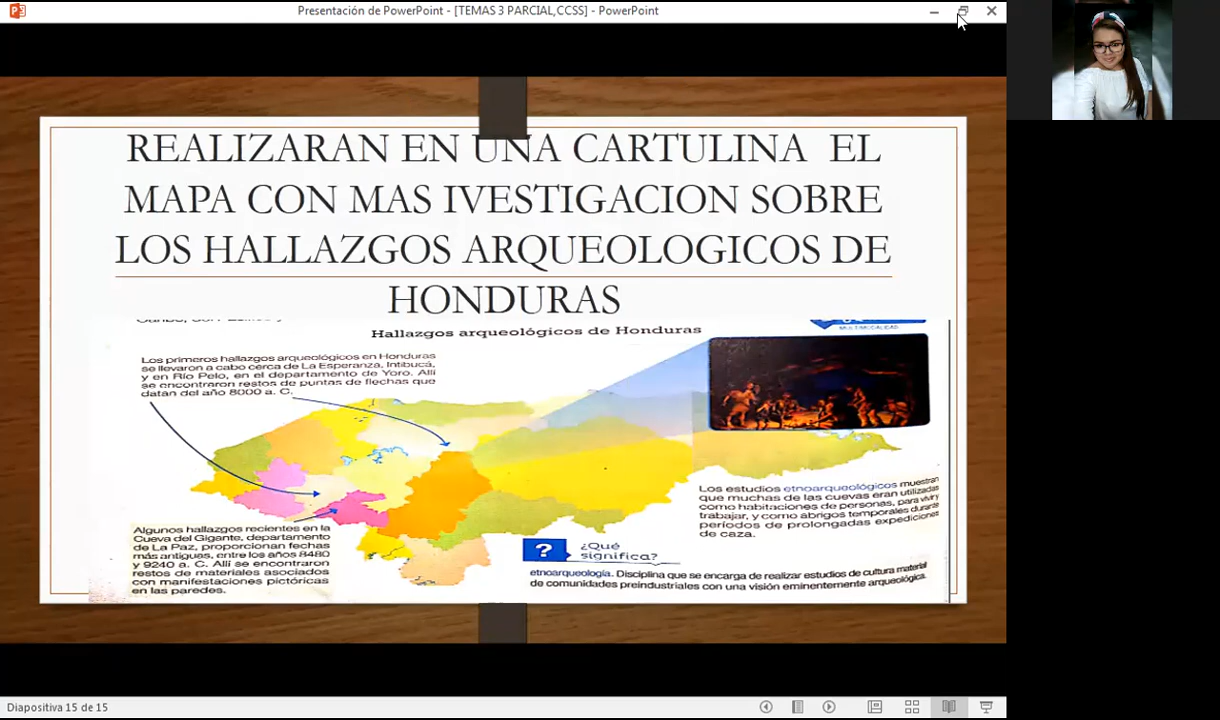 Presentación de PowerPoint - [TEMAS 3 PARCIAL,CCSS] - PowerPoint
REALIZARAN EN UNA CARTULINA EL
MAPA CON MAS IVESTIGACION SOBRE
LOS HALLAZGOS ARQUEOLOGICOS DE
HONDURAS
Hallazgos arqueológicos de Honduras
Los primeros hallazgos arqueológicos en Honduras
se llevaron a cabo cerca de La Esperanza, Intibucá,
y en Río Pelo, en el departamento de Yoro. Allí
se encontraron restos de puntas de flechas que
datan del año 8000 a. C.
Los estudios etnoarqueológicos muestran
que muchas de las cuevas eran utilizadas
como habitaciones de personas, para vivir y
trabajar, y como abrigos temporales durante
períodos de prolongadas expediciones
de caza.
Algunos hallazgos recientes en la
Cueva del Gigante, departamento
de La Paz, proporcionan fechas
más antiguas, entre los años 8480
y 9240 a. C. Allí se encontraron
restos de materiales asociados
con manifestaciones pictóricas
en las paredes.
?
¿Qué
significa?
etnoarqueología. Disciplina que se encarga de realizar estudios de cultura material
de comunidades preindustriales con una visión eminentemente arqueológica.
Diapositiva 15 de 15